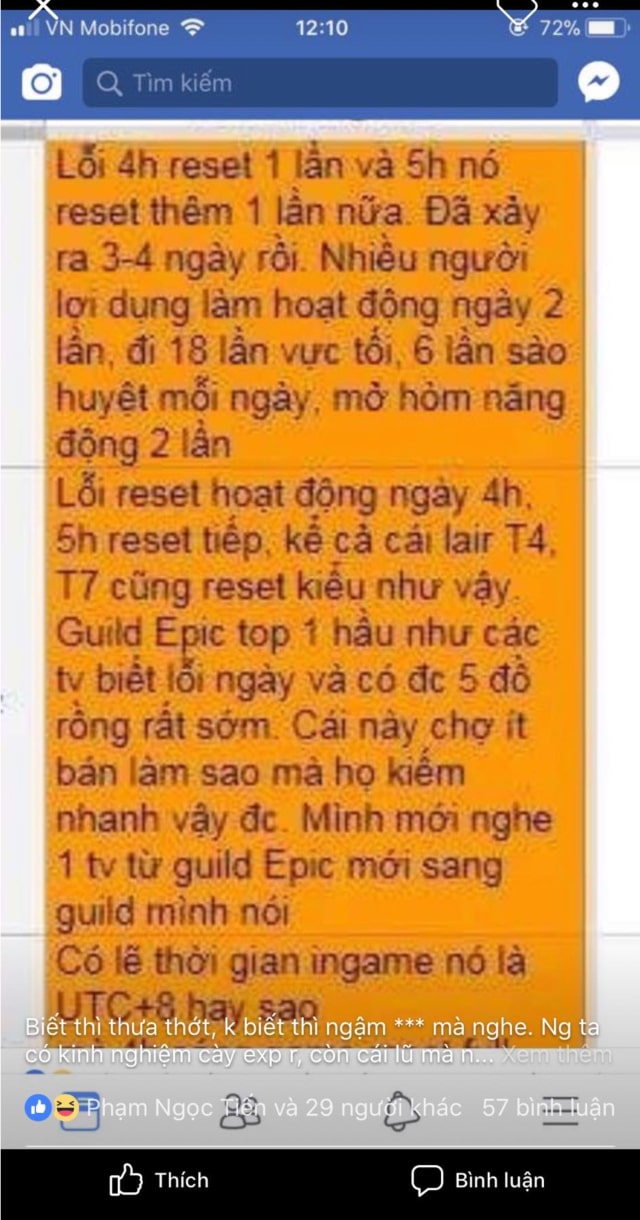 VN Mobifone 12:10 72%
Tìm kiếm
Lỗi 4h reset 1 lần và 5h nó
reset thêm 1 lần nữa. Đã xảy
ra 3-4 ngày rồi. Nhiều người
lợi dụng làm hoạt động ngày 2
lần, đi 18 lần vực tối, 6 lần sào
huyệt mỗi ngày, mở hòm năng
động 2 lần
Lỗi reset hoạt động ngày 4h,
5h reset tiếp, kể cả cái lair T4,
T7 cũng reset kiểu như vậy.
Guild Epic top 1 hầu như các
tv biết lỗi ngày và có đc 5 đồ
rồng rất sớm. Cái này chợ ít
bán làm sao mà họ kiếm
nhanh vậy đc. Mình mới nghe
1 tv từ guild Epic mới sang
guild mình nói
Có lẽ thời gian ingame nó là
UTC+8 hay sao
Biết thì thưa thớt, k biết thì ngậm *** mà nghe. Ng ta
có kinh nghiệm cày exp r, còn cái lũ mà n... Xem thêm
Phạm Ngọc Tiến và 29 người khác 57 bình luận
Thích Bình luận